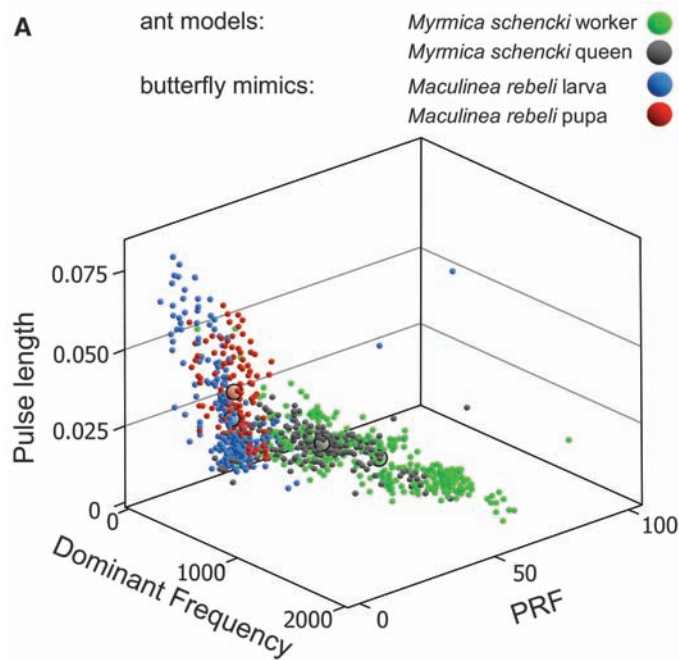 A
ant models:
Myrmica schencki worker
Myrmica schencki queen
butterfly mimics:
Maculinea rebeli larva
Maculinea rebeli pupa
0.075
0.050
0.025
0
Pulse length
0
1000
2000
Dominant Frequency
0
50
100
PRF